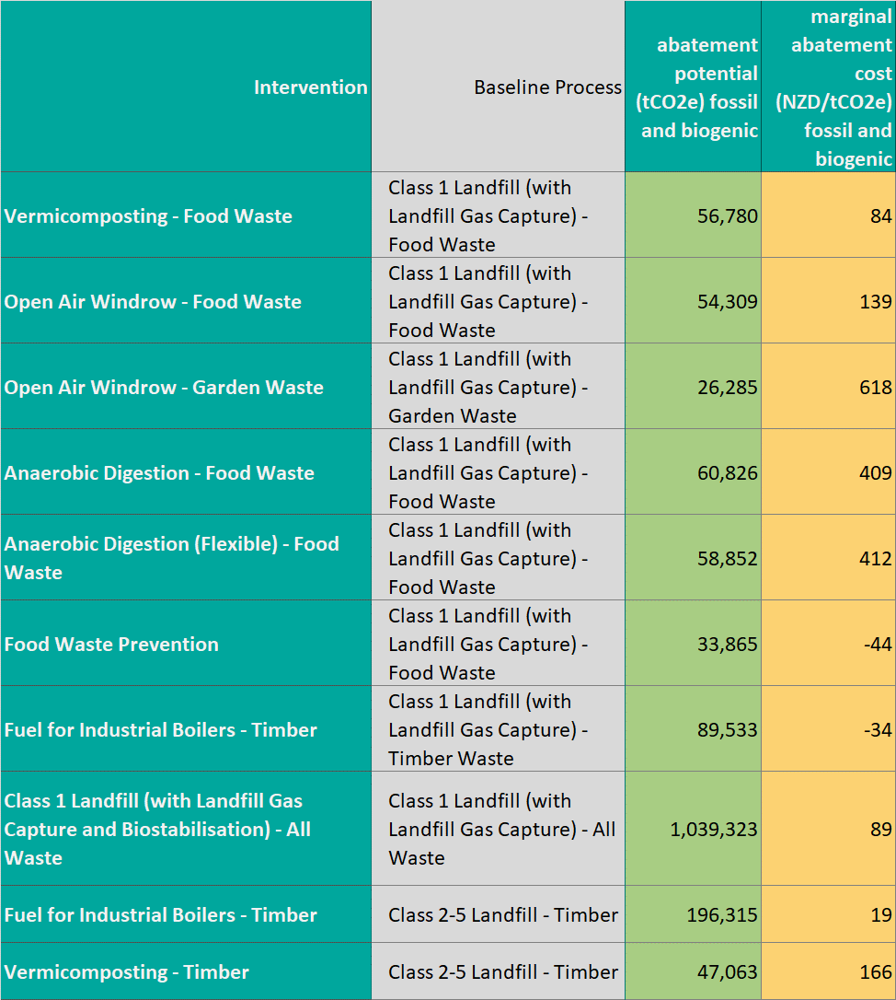 Intervention
Baseline Process
abatement
potential
(tCO2e) fossil
and biogenic
marginal
abatement
cost
(NZD/tCO2e)
fossil and
biogenic
Vermicomposting - Food Waste
Class 1 Landfill (with
Landfill Gas Capture) -
Food Waste
56,780
84
Open Air Windrow - Food Waste
Class 1 Landfill (with
Landfill Gas Capture) -
Food Waste
54,309
139
Open Air Windrow - Garden Waste
Class 1 Landfill (with
Landfill Gas Capture) -
Garden Waste
26,285
618
Anaerobic Digestion - Food Waste
Class 1 Landfill (with
Landfill Gas Capture) -
Food Waste
60,826
409
Anaerobic Digestion (Flexible) - Food
Waste
Class 1 Landfill (with
Landfill Gas Capture) -
Food Waste
58,852
412
Food Waste Prevention
Class 1 Landfill (with
Landfill Gas Capture) -
Food Waste
33,865
-44
Fuel for Industrial Boilers - Timber
Class 1 Landfill (with
Landfill Gas Capture) -
Timber Waste
89,533
-34
Class 1 Landfill (with Landfill Gas
Capture and Biostabilisation) - All
Waste
Class 1 Landfill (with
Landfill Gas Capture) - All
Waste
1,039,323
89
Fuel for Industrial Boilers - Timber
Class 2-5 Landfill - Timber
196,315
19
Vermicomposting - Timber
Class 2-5 Landfill - Timber
47,063
166